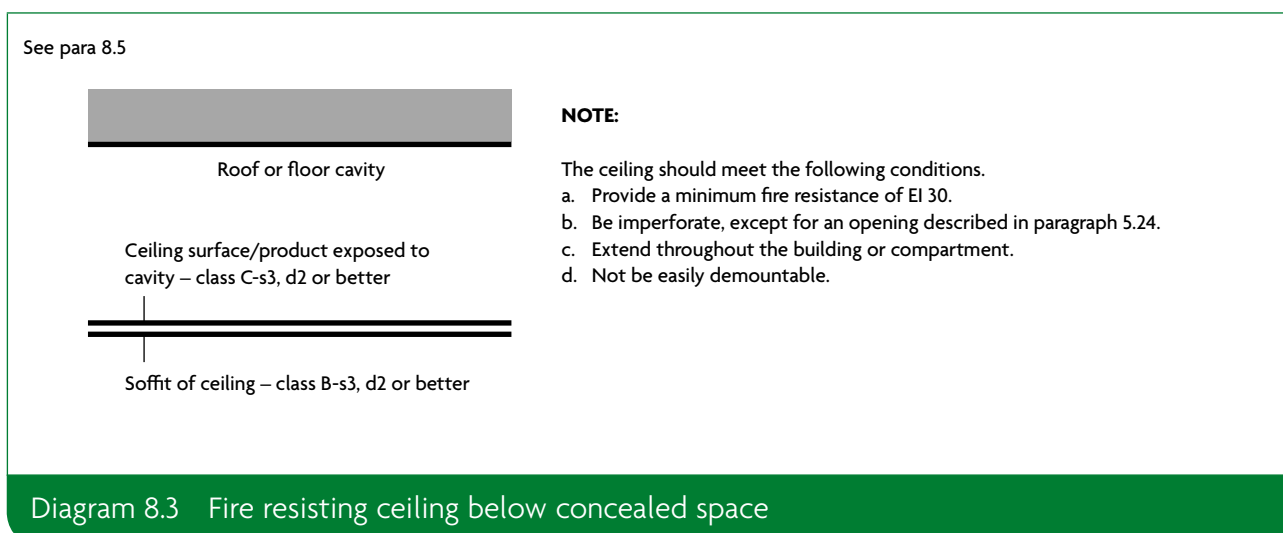 See para 8.5
Roof or floor cavity
Ceiling surface/product exposed to
cavity – class C-s3, d2 or better
Soffit of ceiling – class B-s3, d2 or better
NOTE:
The ceiling should meet the following conditions.
a. Provide a minimum fire resistance of EI 30.
b. Be imperforate, except for an opening described in paragraph 5.24.
c. Extend throughout the building or compartment.
d. Not be easily demountable.
Diagram 8.3 Fire resisting ceiling below concealed space